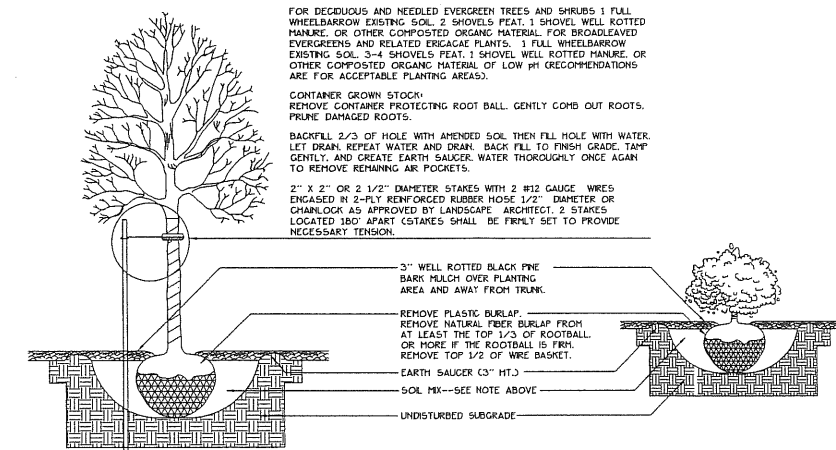 FOR DECIDUOUS AND NEEDLED EVERGREEN TREES AND SHRUBS 1 FULL
WHEELBARROW EXISTING SOIL, 2 SHOVELS PEAT, 1 SHOVEL WELL ROTTED
MANURE, OR OTHER COMPOSTED ORGANC MATERIAL. FOR BROADLEAVED
EVERGREENS AND RELATED ERICAGAE PLANTS, 1 FULL WHEELBARROW
EXISTING SOIL, 3-4 SHOVELS PEAT, 1 SHOVEL WELL ROTTED MANURE, OR
OTHER COMPOSTED ORGANC MATERIAL OF LOW pH (RECOMMENDATIONS
ARE FOR ACCEPTABLE PLANTING AREAS).
CONTAINER GROWN STOCK:
REMOVE CONTAINER PROTECTING ROOT BALL. GENTLY COMB OUT ROOTS.
PRUNE DAMAGED ROOTS.
BACKFILL 2/3 OF HOLE WITH AMENDED SOIL THEN FILL HOLE WITH WATER.
LET DRAIN. REPEAT WATER AND DRAIN. BACK FILL TO FINISH GRADE, TAMP
GENTLY, AND CREATE EARTH SAUCER. WATER THOROUGHLY ONCE AGAIN
TO REMOVE REMAINING AIR POCKETS.
2" X 2" OR 2 1/2" DIAMETER STAKES WITH 2 #12 GAUGE WIRES
ENCASED IN 2-PLY REINFORCED RUBBER HOSE 1/2" DIAMETER OR
CHAINLOCK AS APPROVED BY LANDSCAPE ARCHITECT. 2 STAKES
LOCATED 180° APART (STAKES SHALL BE FIRMLY SET TO PROVIDE
NECESSARY TENSION.
3" WELL ROTTED BLACK PINE
BARK MULCH OVER PLANTING
AREA AND AWAY FROM TRUNK.
REMOVE PLASTIC BURLAP.
REMOVE NATURAL FIBER BURLAP FROM
AT LEAST THE TOP 1/3 OF ROOTBALL,
OR MORE IF THE ROOTBALL IS FIRM.
REMOVE TOP 1/2 OF WIRE BASKET.
EARTH SAUCER (3" HT.)
SOIL MIX--SEE NOTE ABOVE
UNDISTURBED SUBGRADE